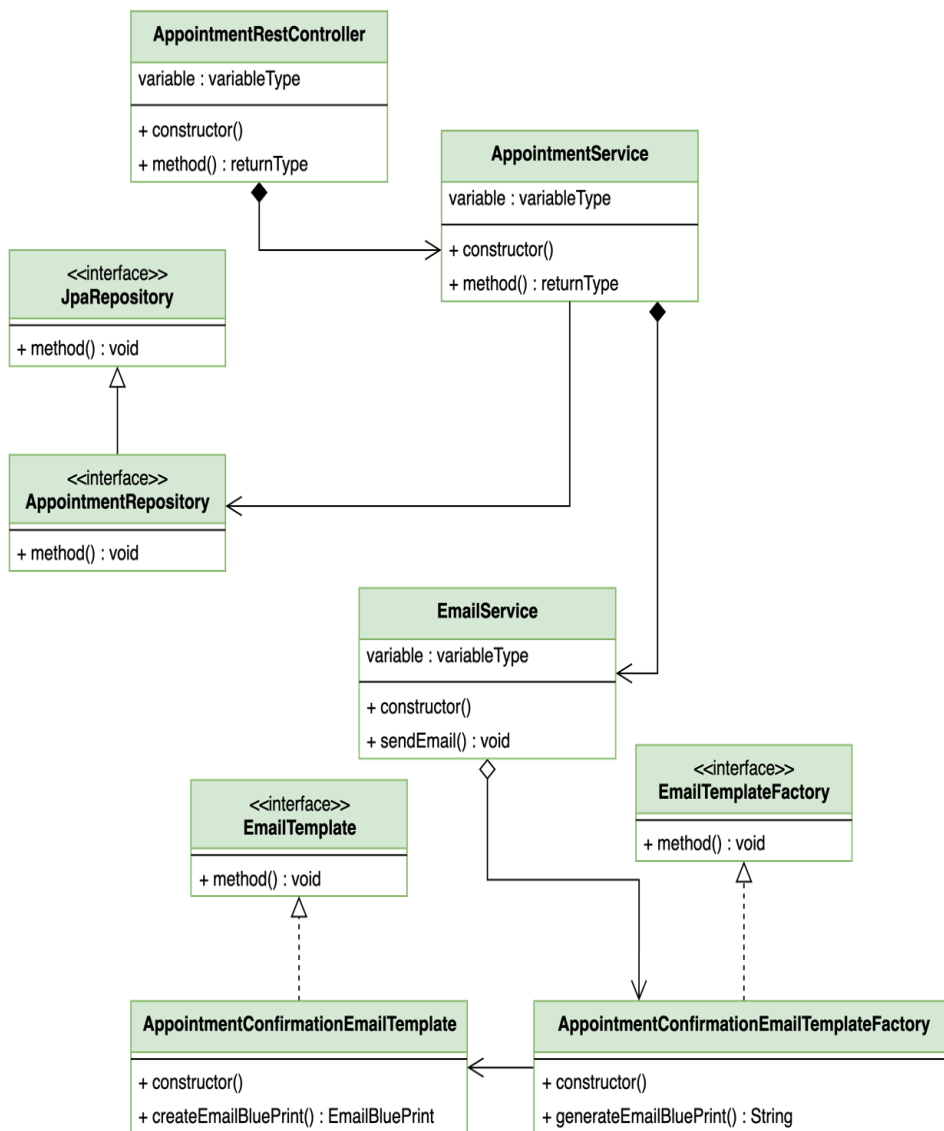 AppointmentRestController
variable : variableType
+ constructor()
+ method() : returnType
AppointmentService
variable : variableType
+ constructor()
+ method() : returnType
<<interface>>
JpaRepository
+ method() : void
<<interface>>
AppointmentRepository
+ method() : void
EmailService
variable : variableType
+ constructor()
+ sendEmail() : void
<<interface>>
EmailTemplateFactory
+ method() : void
<<interface>>
EmailTemplate
+ method() : void
AppointmentConfirmationEmailTemplate
+ constructor()
+ createEmailBluePrint() : EmailBluePrint
AppointmentConfirmationEmailTemplateFactory
+ constructor()
+ generateEmailBluePrint() : String